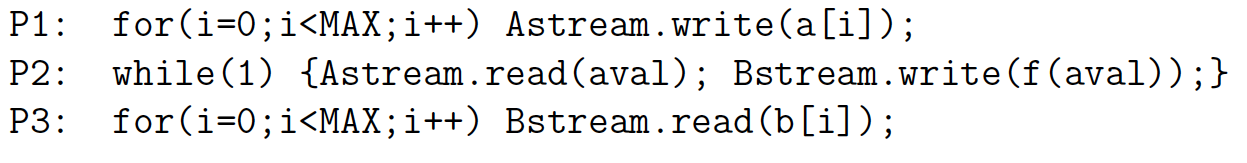 P1: for(i=0;i<MAX;i++) Astream.write(a[i]);
P2: while(1) {Astream.read(aval); Bstream.write(f(aval));}
P3: for(i=0;i<MAX;i++) Bstream.read(b[i]);